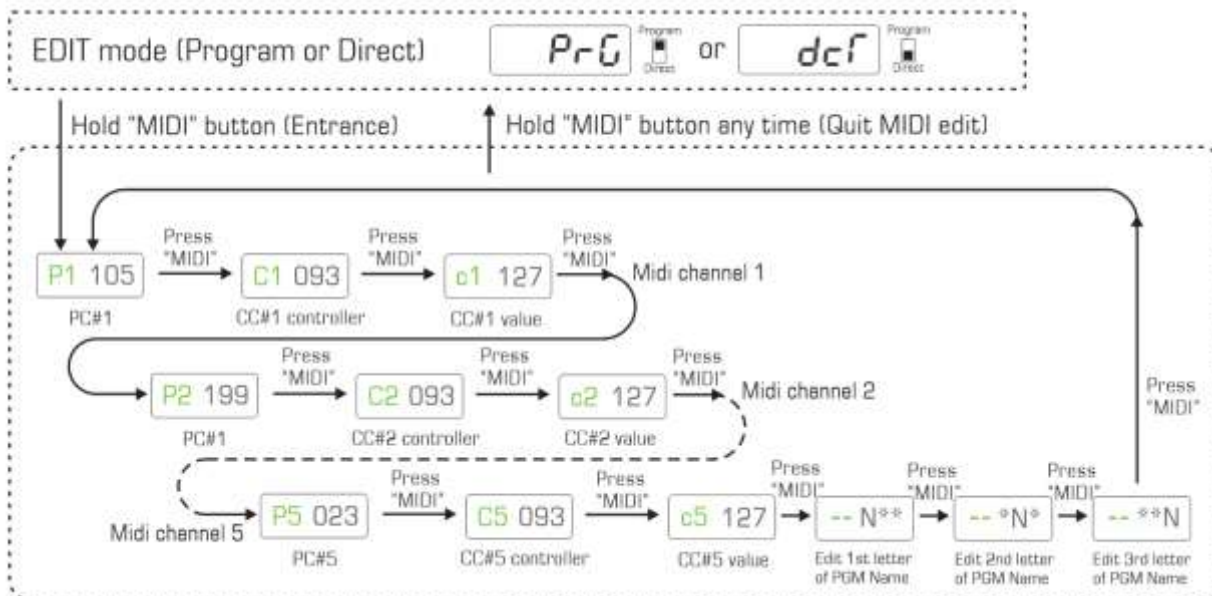 EDIT mode (Program or Direct)
PrG
Program
Direct
or
dcT
Program
Direct
Hold "MIDI" button (Entrance)
Hold "MIDI" button any time (Quit MIDI edit)
P1 105
PC#1
Press
"MIDI"
C1 093
CC#1 controller
Press
"MIDI"
c1 127
CC#1 value
Press
"MIDI"
Midi channel 1
P2 199
PC#1
Press
"MIDI"
C2 093
CC#2 controller
Press
"MIDI"
c2 127
CC#2 value
Press
"MIDI"
Midi channel 2
Midi channel 5
P5 023
PC#5
Press
"MIDI"
C5 093
CC#5 controller
Press
"MIDI"
c5 127
CC#5 value
Press
"MIDI"
-- N**
Edit 1st letter
of PGM Name
Press
"MIDI"
-- *N*
Edit 2nd letter
of PGM Name
Press
"MIDI"
-- **N
Edit 3rd letter
of PGM Name
Press
"MIDI"